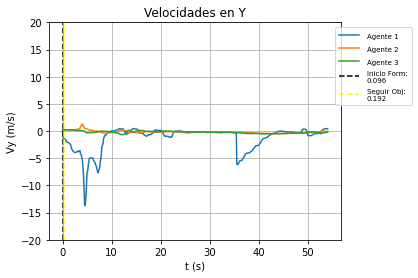 Velocidades en Y
20
15
10
5
0
−5
−10
−15
−20
Vy (m/s)
0
10
20
30
40
50
t (s)
Agente 1
Agente 2
Agente 3
Inicio Form:
0.096
Seguir Obj:
0.192